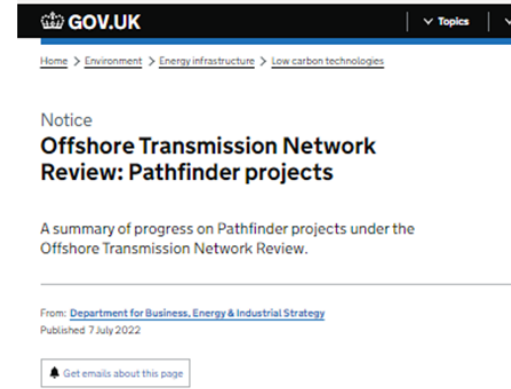 GOV.UK
Topics
Home > Environment > Energy infrastructure > Low carbon technologies
Notice
Offshore Transmission Network
Review: Pathfinder projects
A summary of progress on Pathfinder projects under the
Offshore Transmission Network Review.
From: Department for Business, Energy & Industrial Strategy
Published 7 July 2022
Get emails about this page